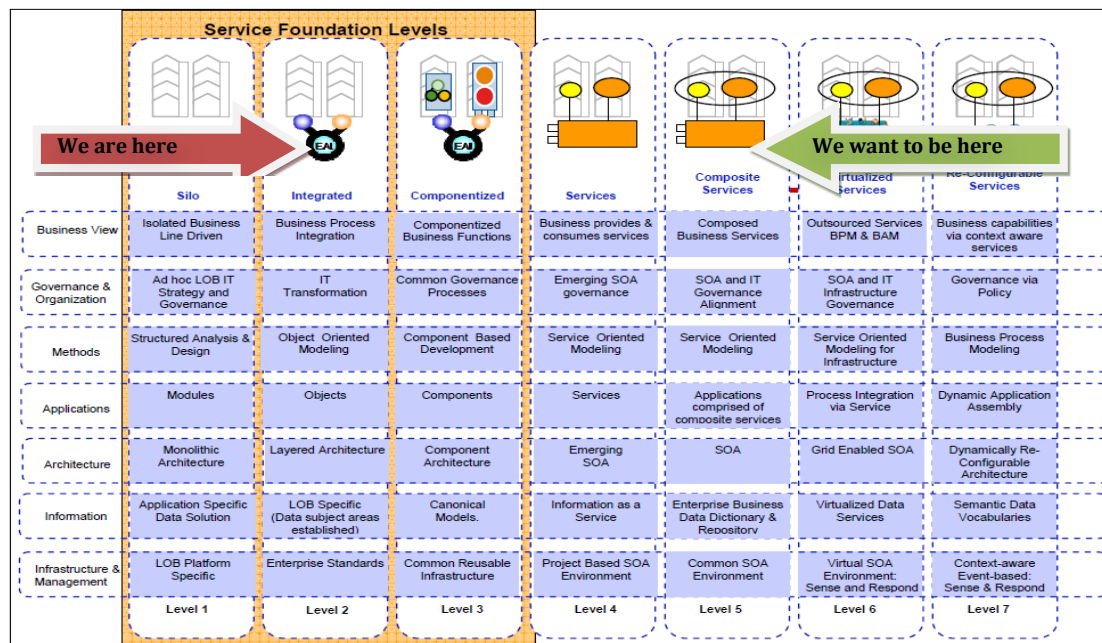 Service Foundation Levels
EAI
EAI
We are here
We want to be here
Silo
Integrated
Componentized
Services
Composite
Services
Virtualized
Services
Re-Configurable
Services
Business View
Isolated Business
Line Driven
Business Process
Integration
Componentized
Business Functions
Business provides &
consumes services
Composed
Business Services
Outsourced Services
BPM & BAM
Business capabilities
via context aware
services
Governance &
Organization
Ad hoc LOB IT
Strategy and
Governance
IT
Transformation
Common Governance
Processes
Emerging SOA
governance
SOA and IT
Governance
Alignment
SOA and IT
Infrastructure
Governance
Governance via
Policy
Methods
Structured Analysis &
Design
Object Oriented
Modeling
Component Based
Development
Service Oriented
Modeling
Service Oriented
Modeling
Service Oriented
Modeling for
Infrastructure
Business Process
Modeling
Applications
Modules
Objects
Components
Services
Applications
comprised of
composite services
Process Integration
via Service
Dynamic Application
Assembly
Architecture
Monolithic
Architecture
Layered Architecture
Component
Architecture
Emerging
SOA
SOA
Grid Enabled SOA
Dynamically Re-
Configurable
Architecture
Information
Application Specific
Data Solution
LOB Specific
(Data subject areas
established)
Canonical
Models.
Information as a
Service
Enterprise Business
Data Dictionary &
Repository
Virtualized Data
Services
Semantic Data
Vocabularies
Infrastructure &
Management
LOB Platform
Specific
Enterprise Standards
Common Reusable
Infrastructure
Project Based SOA
Environment
Common SOA
Environment
Virtual SOA
Environment:
Sense and Respond
Context-aware
Event-based:
Sense & Respond
Level 1
Level 2
Level 3
Level 4
Level 5
Level 6
Level 7